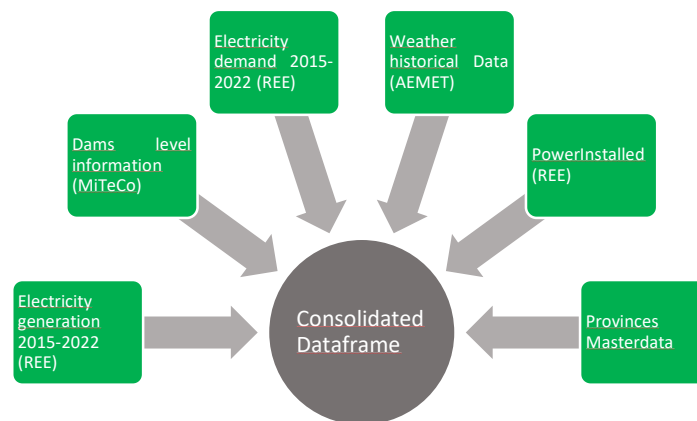 Electricity
demand 2015-
2022 (REE)
Weather
historical Data
(AEMET)
Dams level
information
(MiTeCo)
PowerInstalled
(REE)
Electricity
generation
2015-2022
(REE)
Consolidated
Dataframe
Provinces
Masterdata